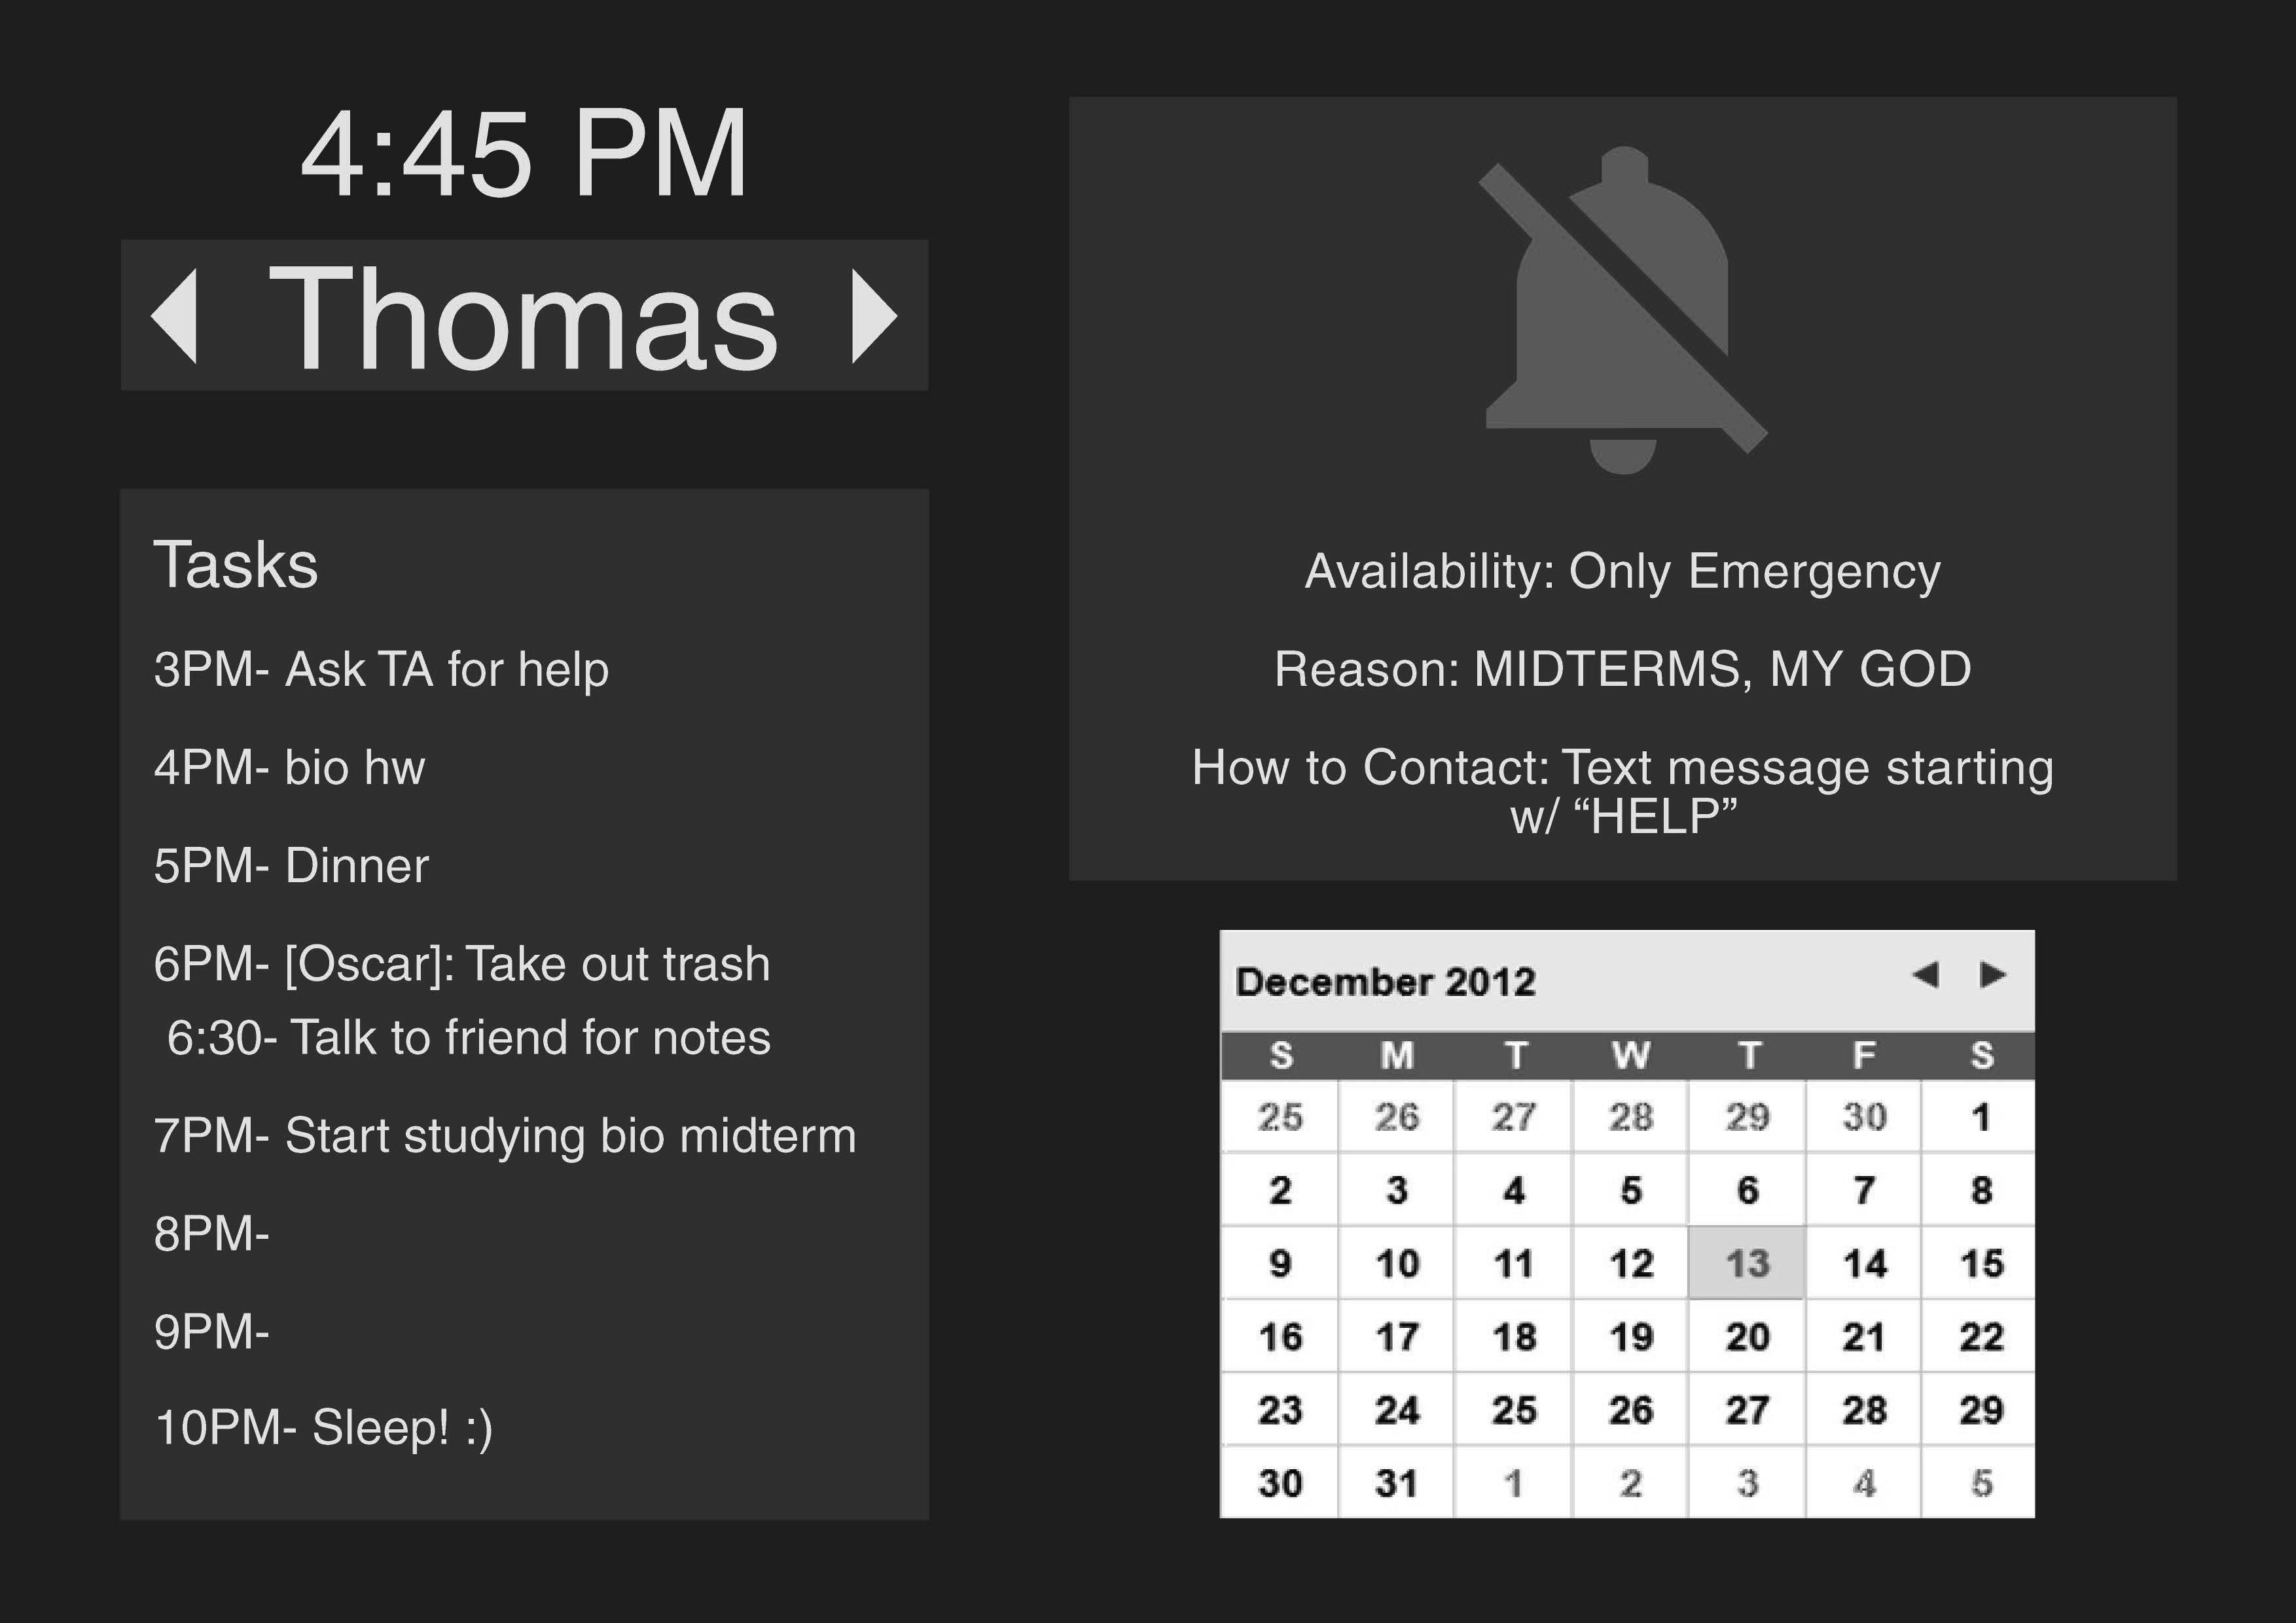 4:45 PM
Thomas
Tasks
3PM- Ask TA for help
4PM- bio hw
5PM- Dinner
6PM- [Oscar]: Take out trash
6:30- Talk to friend for notes
7PM- Start studying bio midterm
8PM-
9PM-
10PM- Sleep! :)
Availability: Only Emergency
Reason: MIDTERMS, MY GOD
How to Contact: Text message starting
w/ “HELP”
December 2012
S M T W T F S
25 26 27 28 29 30 1
2 3 4 5 6 7 8
9 10 11 12 13 14 15
16 17 18 19 20 21 22
23 24 25 26 27 28 29
30 31 1 2 3 4 5